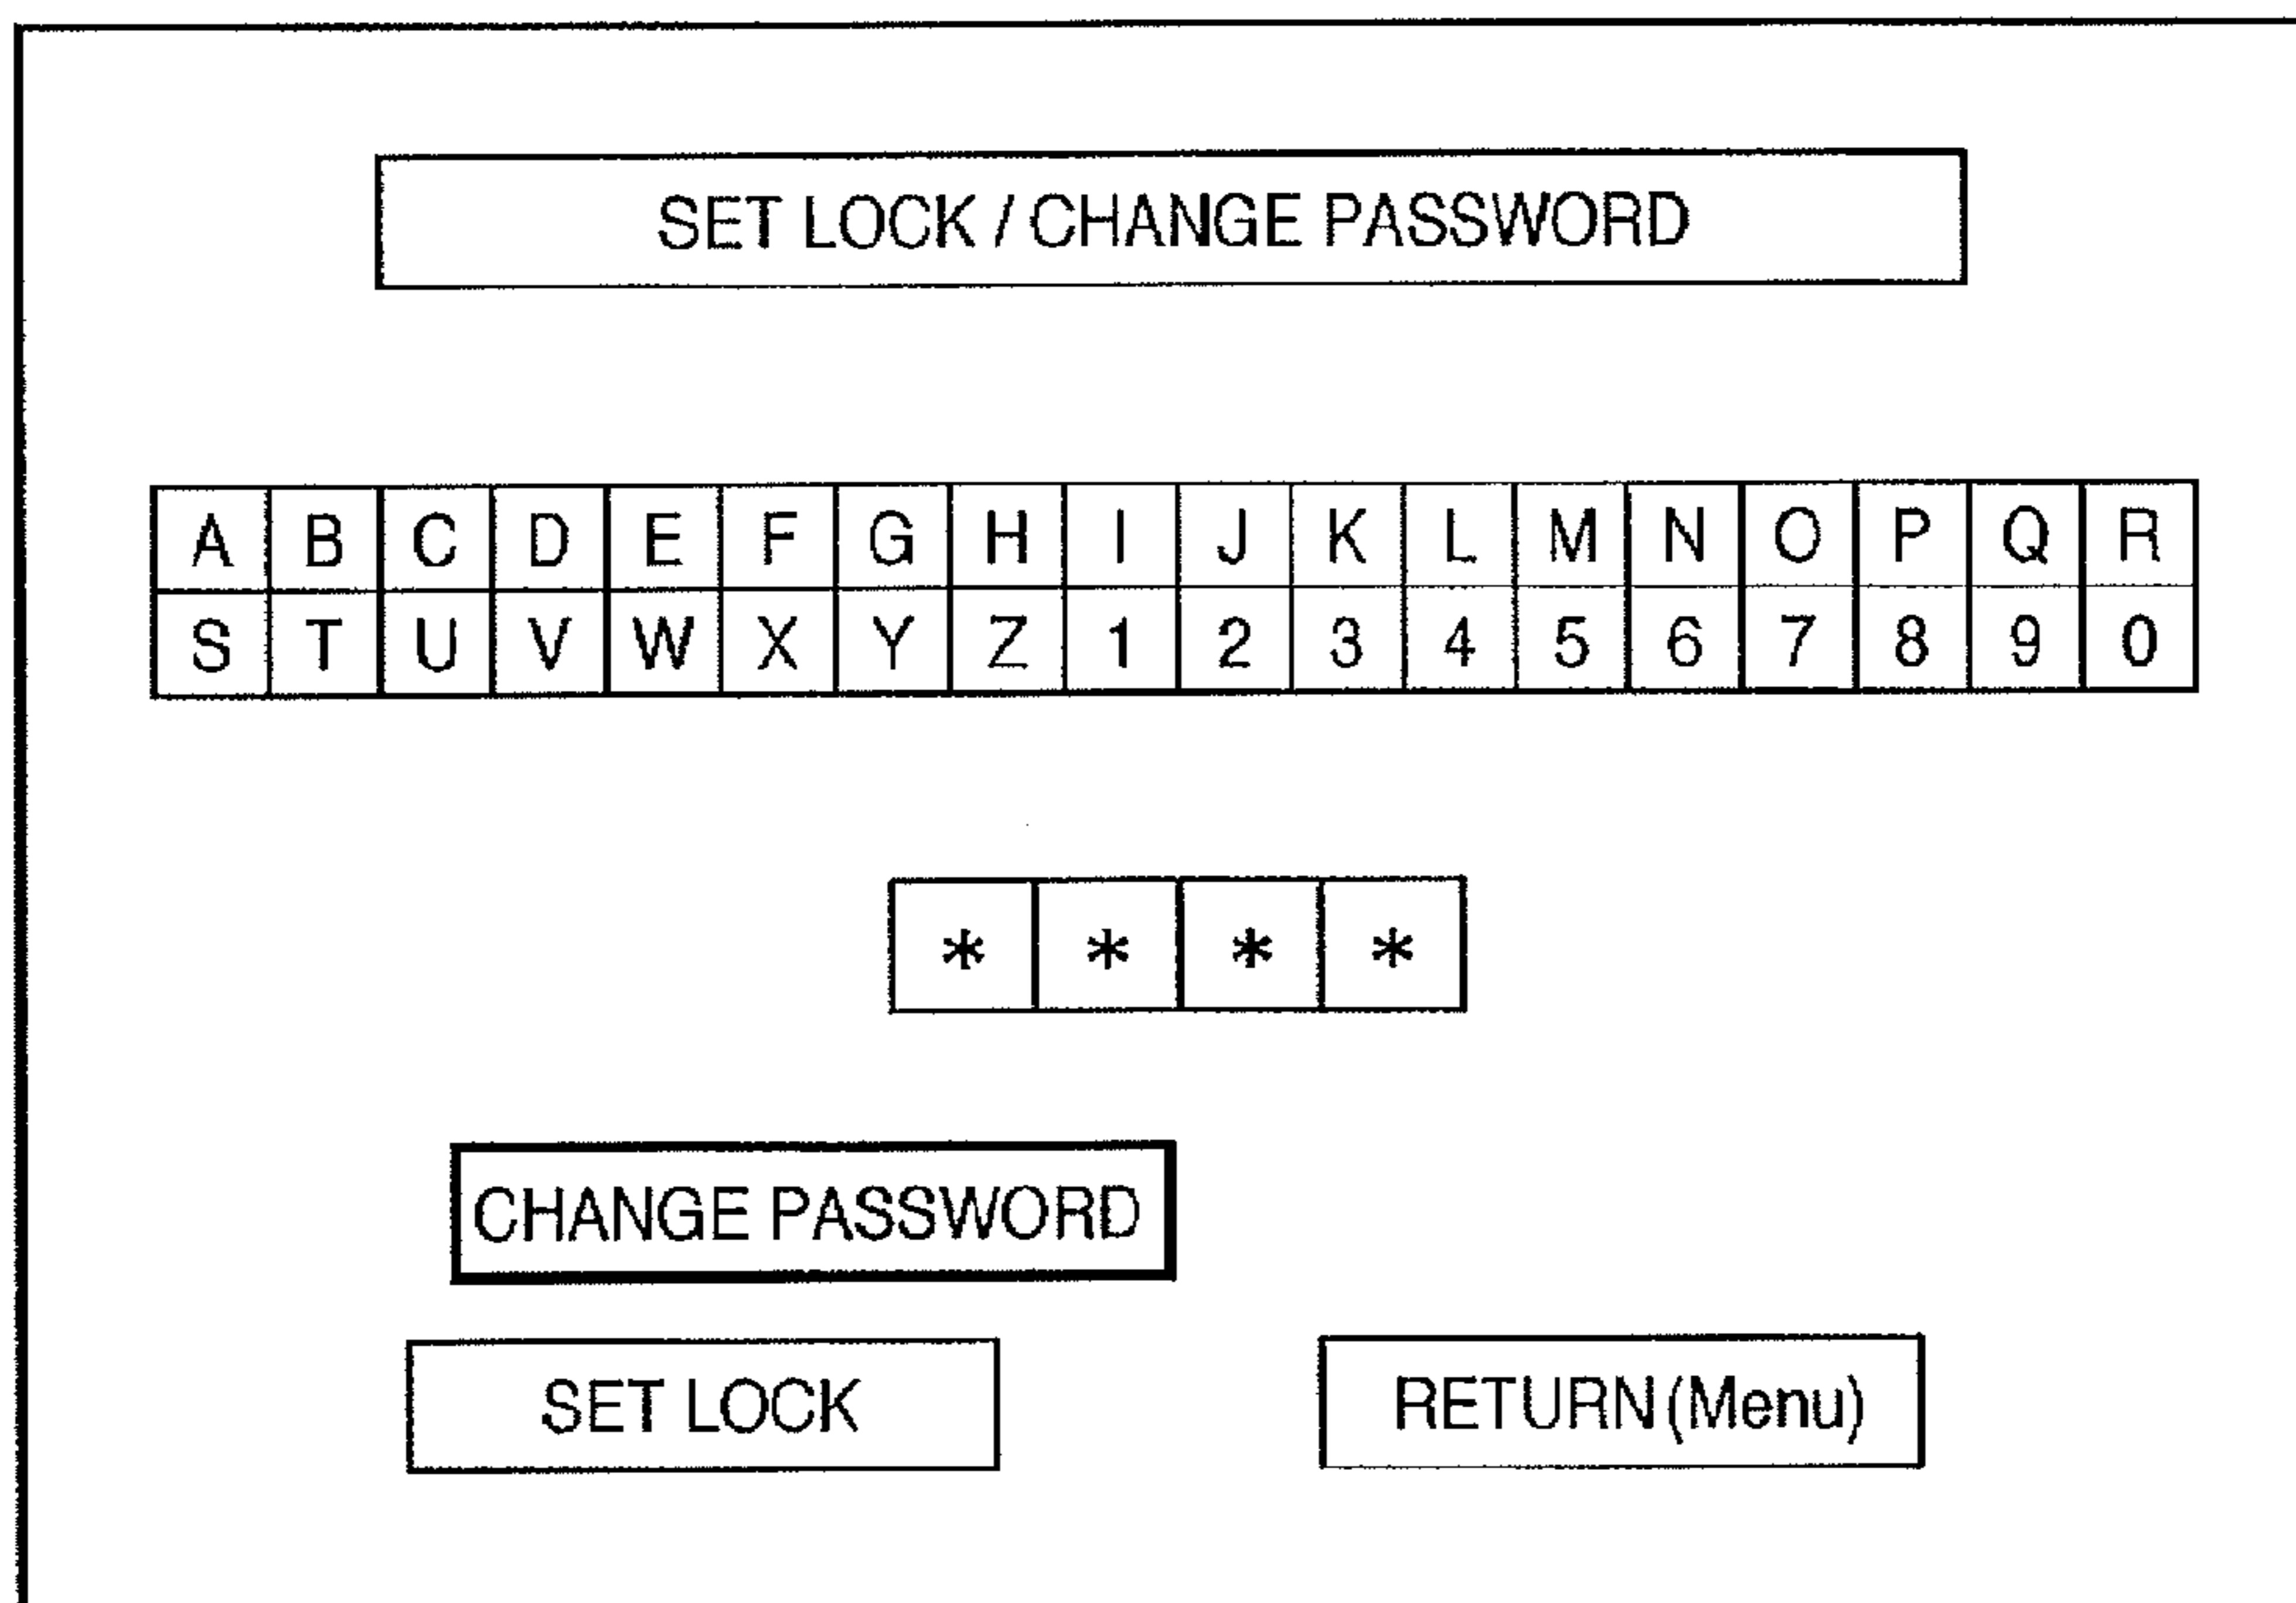 SET LOCK / CHANGE PASSWORD
A B C D E F G H I J K L M N O P Q R
S T U V W X Y Z 1 2 3 4 5 6 7 8 9 0
* * * *
CHANGE PASSWORD
SET LOCK RETURN(Menu)